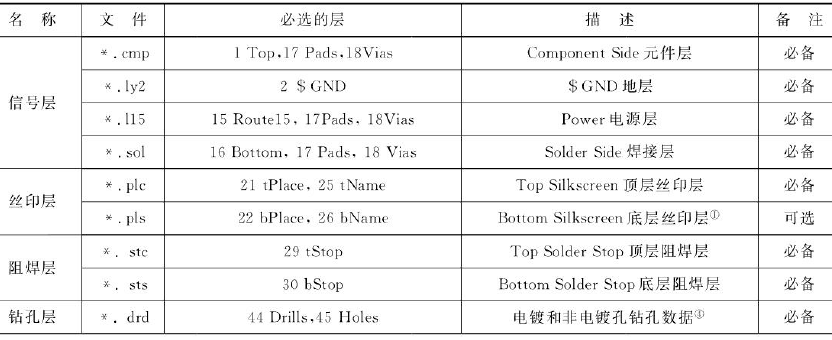 名 称 文 件 必选的层 描 述 备 注
信号层 *.cmp 1 Top,17 Pads,18Vias Component Side 元件层 必备
*.ly2 2 $GND $GND 地层 必备
*.l15 15 Route15, 17Pads, 18Vias Power 电源层 必备
*.sol 16 Bottom, 17 Pads, 18 Vias Solder Side 焊接层 必备
丝印层 *.plc 21 tPlace, 25 tName Top Silkscreen 顶层丝印层 必备
*.pls 22 bPlace, 26 bName Bottom Silkscreen 底层丝印层① 可选
阻焊层 *. stc 29 tStop Top Solder Stop 顶层阻焊层 必备
*. sts 30 bStop Bottom Solder Stop 底层阻焊层 必备
钻孔层 *. drd 44 Drills,45 Holes 电镀和非电镀孔钻孔数据 必备